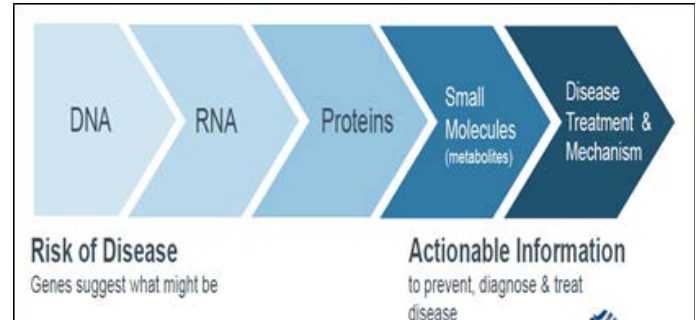 DNA
RNA
Proteins
Small
Molecules
(metabolites)
Disease
Treatment &
Mechanism
Risk of Disease
Genes suggest what might be
Actionable Information
to prevent, diagnose & treat
disease